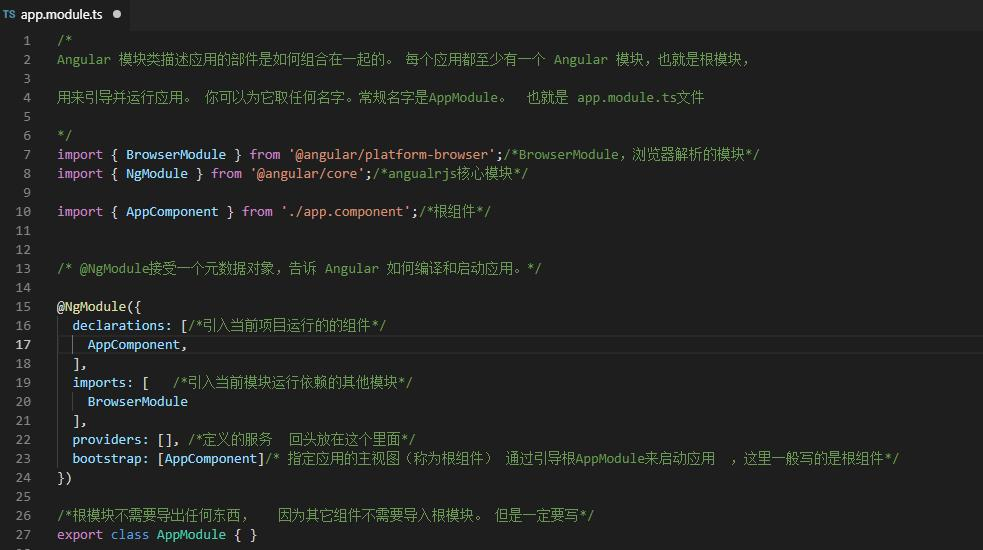 TS app.module.ts ●
1 /*
2 Angular 模块类描述应用的部件是如何组合在一起的。 每个应用都至少有一个 Angular 模块，也就是根模块，
3
4 用来引导并运行应用。 你可以为它取任何名字。常规名字是AppModule。  也就是 app.module.ts文件
5
6 */
7 import { BrowserModule } from '@angular/platform-browser';/*BrowserModule，浏览器解析的模块*/
8 import { NgModule } from '@angular/core';/*angualrjs核心模块*/
9
10 import { AppComponent } from './app.component';/*根组件*/
11
12
13 /* @NgModule接受一个元数据对象，告诉 Angular 如何编译和启动应用。*/
14
15 @NgModule({
16   declarations: [/*引入当前项目运行的的组件*/
17     AppComponent,
18   ],
19   imports: [   /*引入当前模块运行依赖的其他模块*/
20     BrowserModule
21   ],
22   providers: [], /*定义的服务  回头放在这个里面*/
23   bootstrap: [AppComponent]/* 指定应用的主视图（称为根组件） 通过引导根AppModule来启动应用  ，这里一般写的是根组件*/
24 })
25
26 /*根模块不需要导出任何东西，   因为其它组件不需要导入根模块。 但是一定要写*/
27 export class AppModule { }